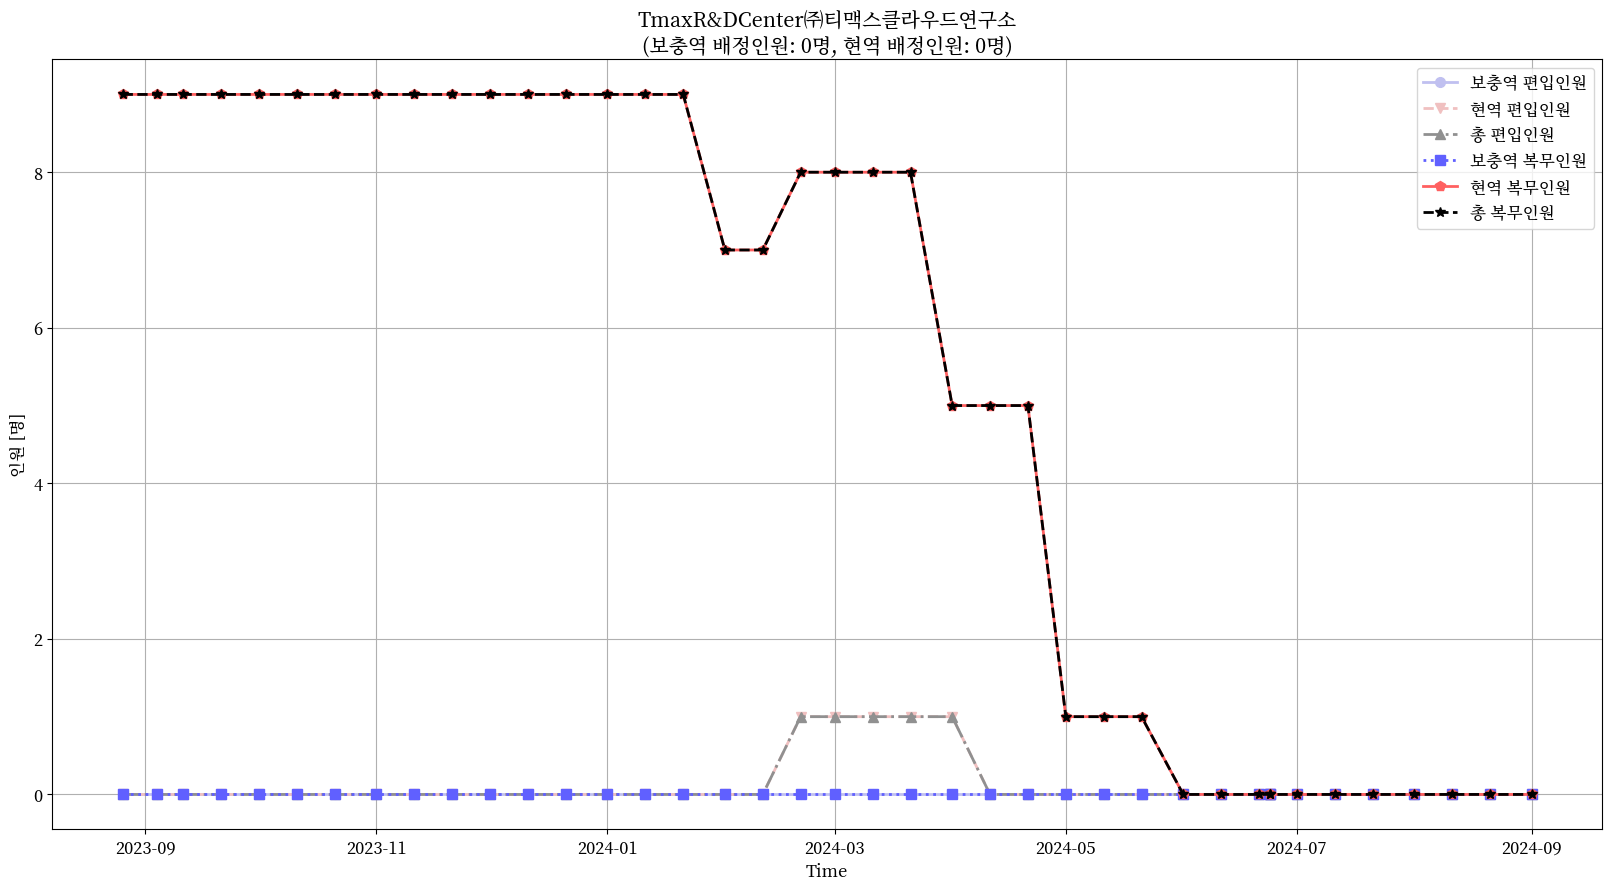 TmaxR&DCenter㈜티맥스클라우드연구소
(보충역 배정인원: 0명, 현역 배정인원: 0명)
보충역 편입인원
현역 편입인원
총 편입인원
보충역 복무인원
현역 복무인원
총 복무인원
인원 [명]
8
6
4
2
0
2023-09
2023-11
2024-01
2024-03
2024-05
2024-07
2024-09
Time